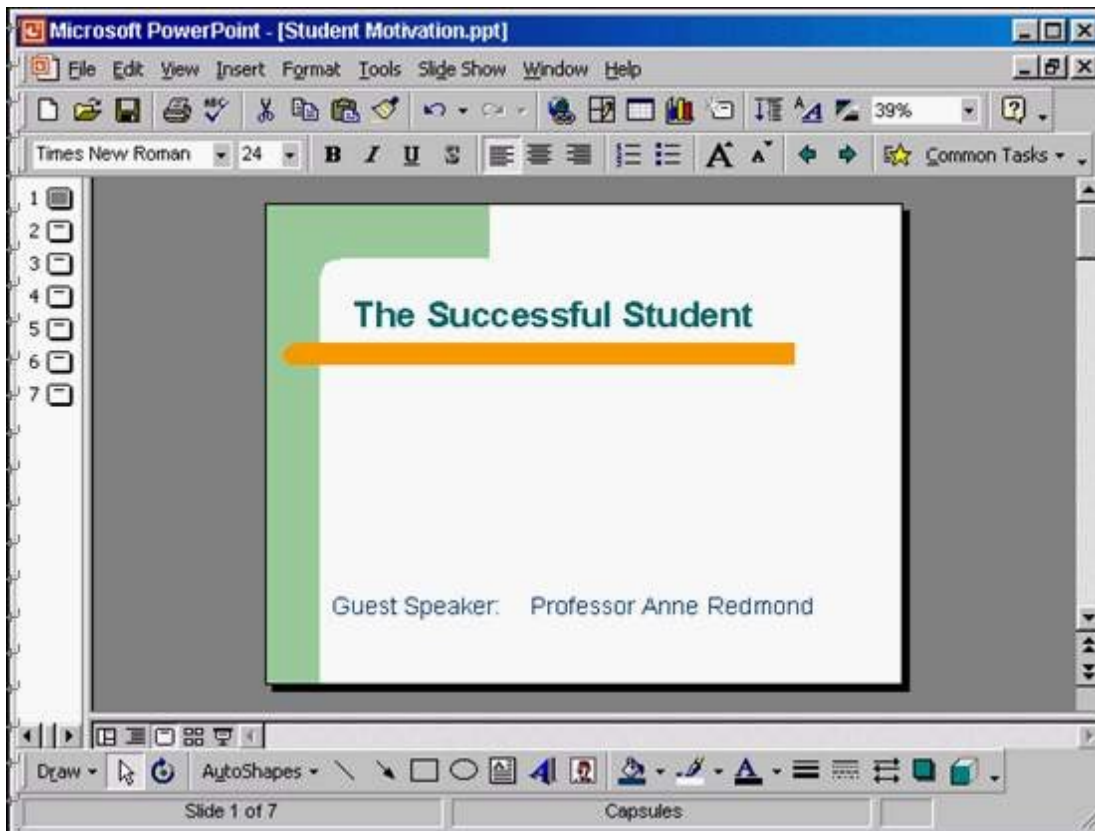 Microsoft PowerPoint - [Student Motivation.ppt]
File Edit View Insert Format Tools Slide Show Window Help
39%
Times New Roman 24 B I U S A A Common Tasks
1
2
3
4
5
6
7
The Successful Student
Guest Speaker: Professor Anne Redmond
Draw AutoShapes A A
Slide 1 of 7 Capsules